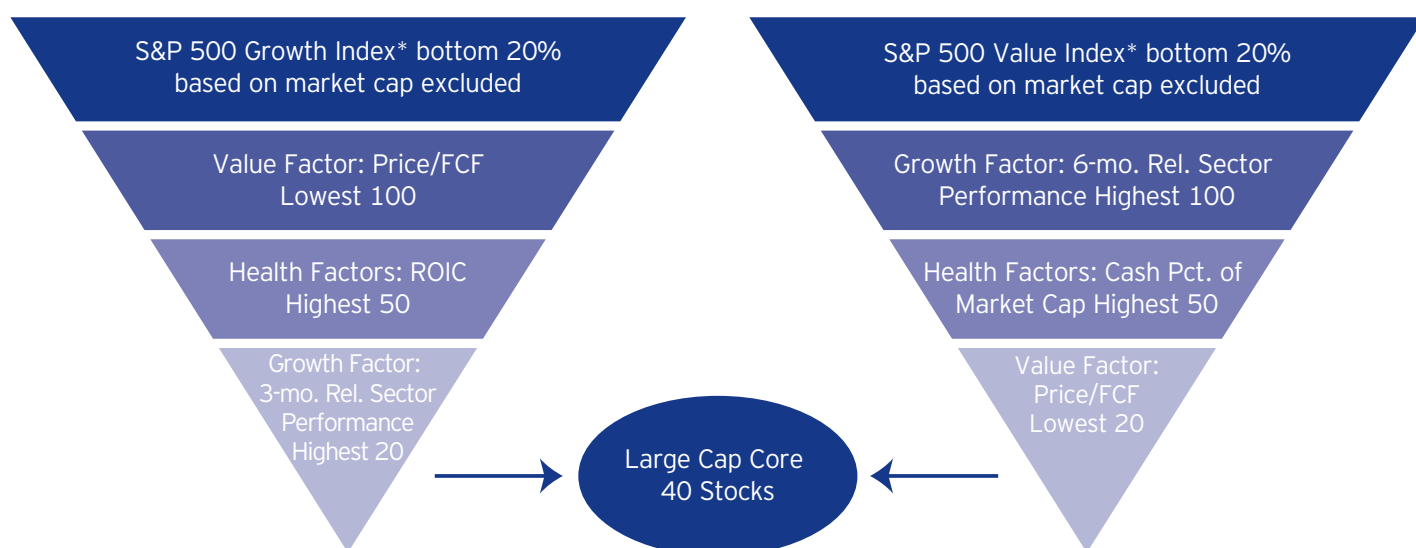 S&P 500 Growth Index* bottom 20%
based on market cap excluded
Value Factor: Price/FCF
Lowest 100
Health Factors: ROIC
Highest 50
Growth Factor:
3-mo. Rel. Sector
Performance
Highest 20
S&P 500 Value Index* bottom 20%
based on market cap excluded
Growth Factor: 6-mo. Rel. Sector
Performance Highest 100
Health Factors: Cash Pct. of
Market Cap Highest 50
Value Factor:
Price/FCF
Lowest 20
Large Cap Core
40 Stocks